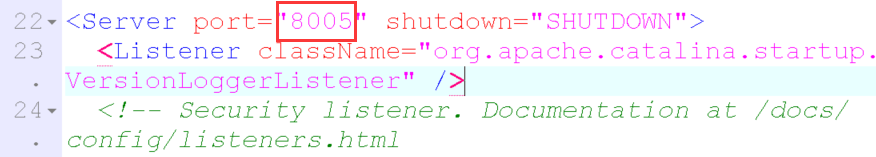 22 <Server port="8005" shutdown="SHUTDOWN">
23 <Listener className="org.apache.catalina.startup.
. VersionLoggerListener" />
24 <!-- Security listener. Documentation at /docs/
. config/listeners.html